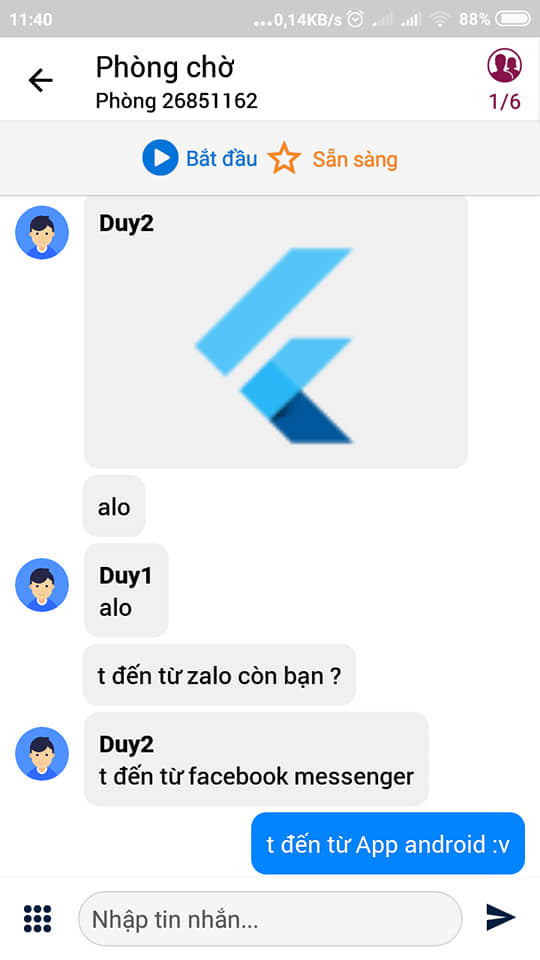 11:40
...0,14KB/s
88%
Phòng chờ
Phòng 26851162
1/6
Bắt đầu
Sẵn sàng
Duy2
alo
Duy1
alo
t đến từ zalo còn bạn ?
Duy2
t đến từ facebook messenger
t đến từ App android :v
Nhập tin nhắn...